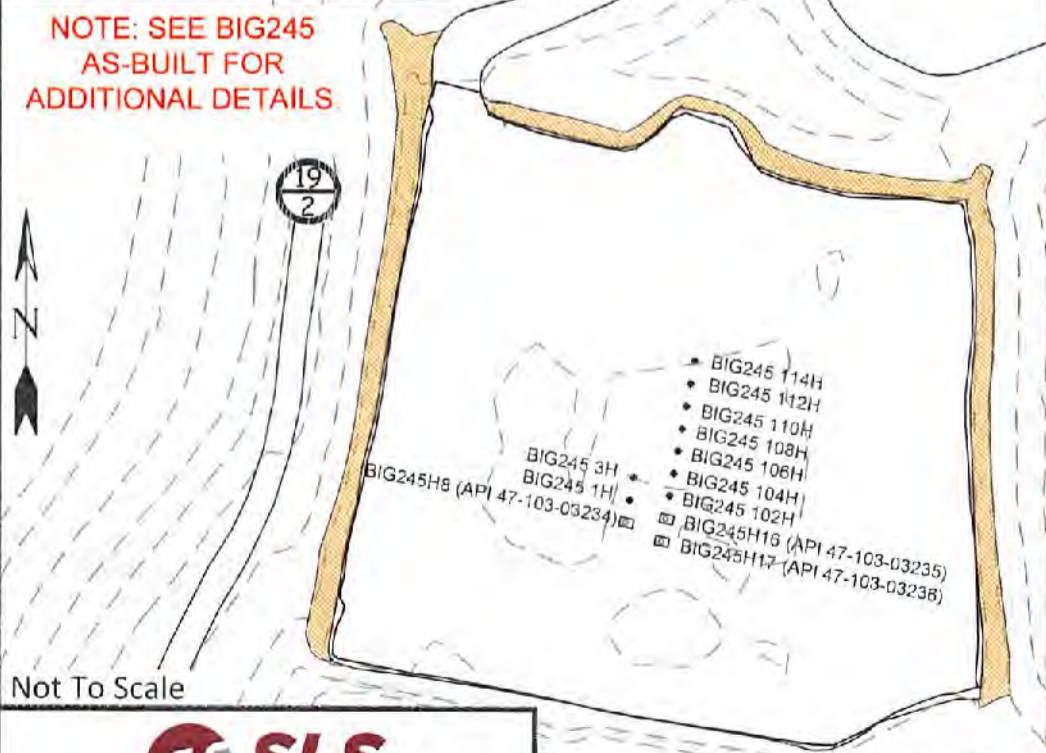 NOTE: SEE BIG245
AS-BUILT FOR
ADDITIONAL DETAILS
19
2
N
BIG245 114H
BIG245 112H
BIG245 110H
BIG245 108H
BIG245 106H
BIG245 104H
BIG245 102H
BIG245H16 (API 47-103-03235)
BIG245H17 (API 47-103-03236)
BIG245 3H
BIG245 1H
BIG245H8 (API 47-103-03234)
Not To Scale
SLS